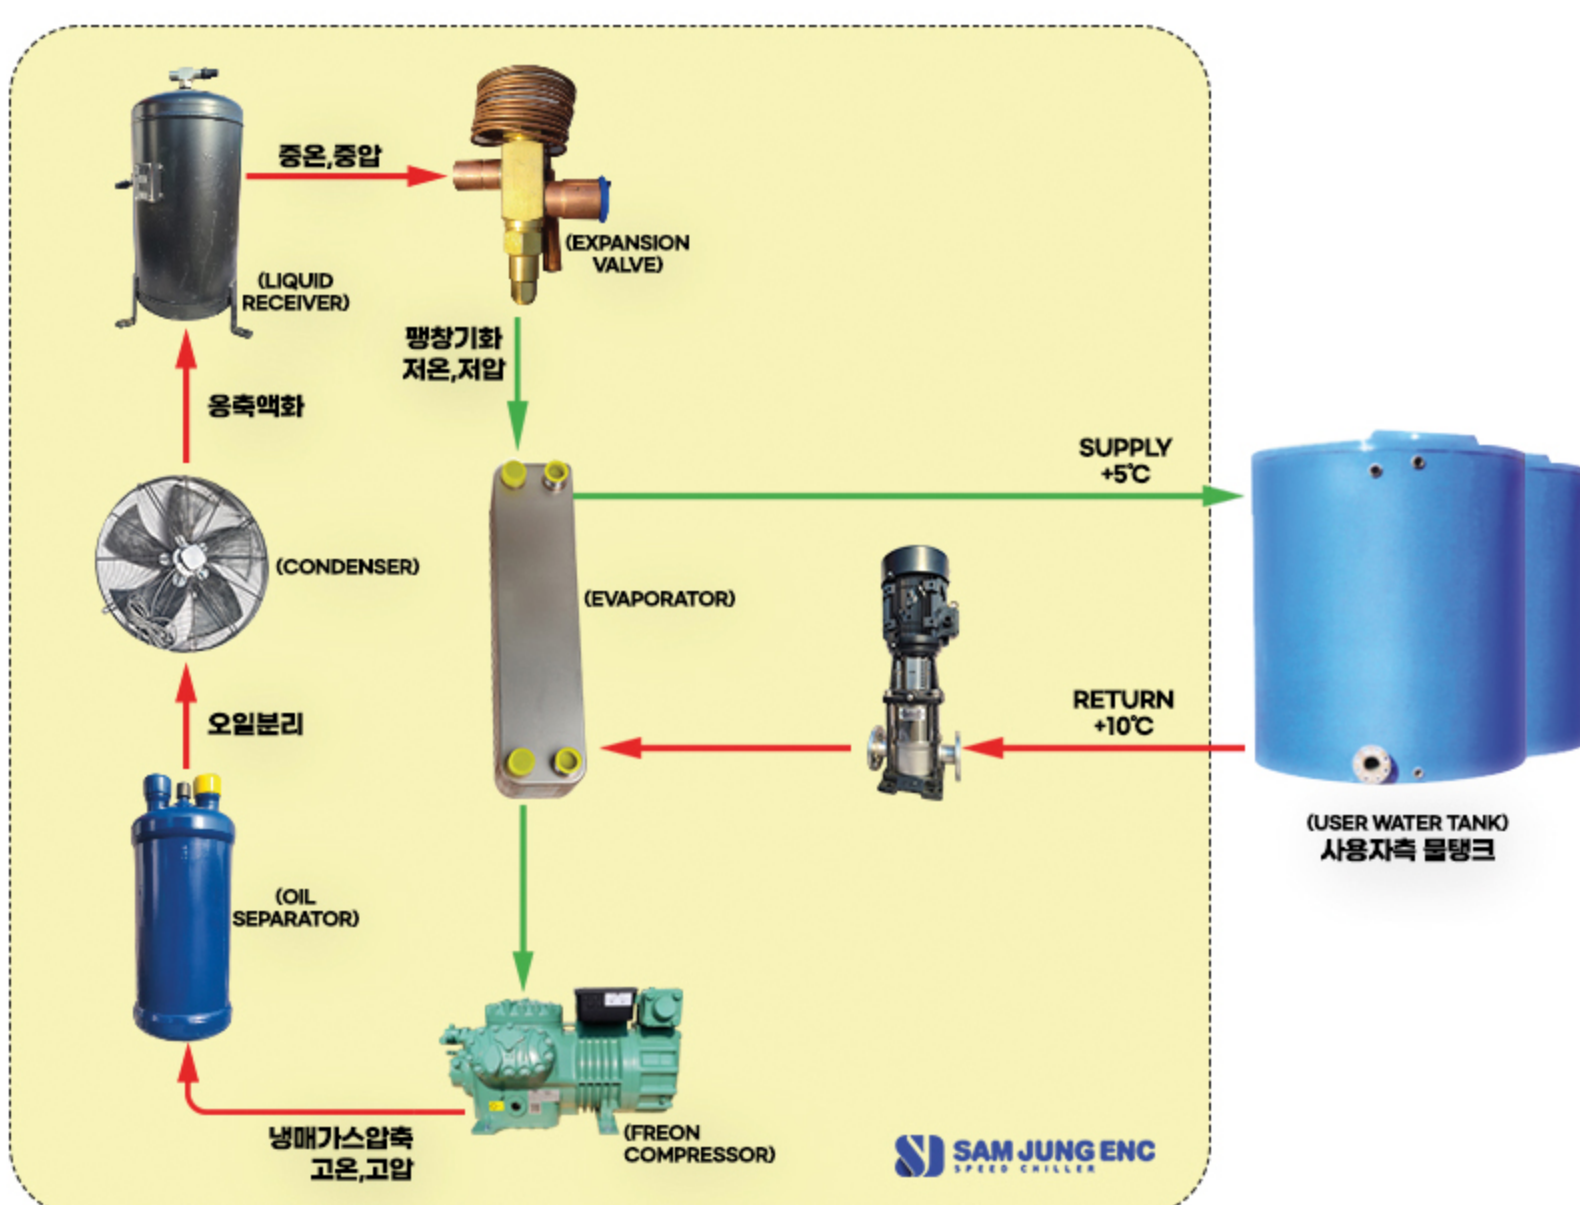 중온,중압
(EXPANSION
VALVE)
(LIQUID
RECEIVER)
팽창기화
저온,저압
응축액화
SUPPLY
+5℃
(CONDENSER)
(EVAPORATOR)
RETURN
+10℃
오일분리
(USER WATER TANK)
사용자측 물탱크
(OIL
SEPARATOR)
냉매가스압축
고온,고압
(FREON
COMPRESSOR)
SAM JUNG ENC
SPEED CHILLER